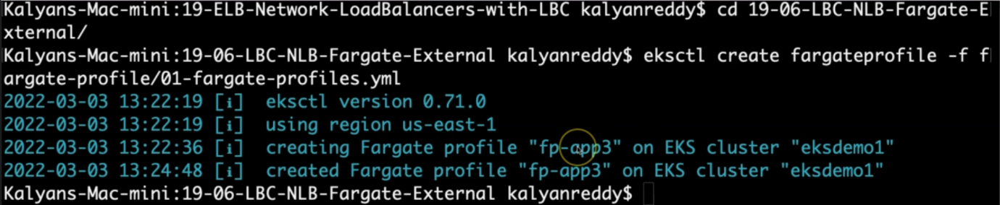 Kalyans-Mac-mini:19-ELB-Network-LoadBalancers-with-LBC kalyanreddy$ cd 19-06-LBC-NLB-Fargate-E
xternal/
Kalyans-Mac-mini:19-06-LBC-NLB-Fargate-External kalyanreddy$ eksctl create fargateprofile -f f
argate-profile/01-fargate-profiles.yml
2022-03-03 13:22:19 [ℹ]  eksctl version 0.71.0
2022-03-03 13:22:19 [ℹ]  using region us-east-1
2022-03-03 13:22:36 [ℹ]  creating Fargate profile "fp-app3" on EKS cluster "eksdemo1"
2022-03-03 13:24:48 [ℹ]  created Fargate profile "fp-app3" on EKS cluster "eksdemo1"
Kalyans-Mac-mini:19-06-LBC-NLB-Fargate-External kalyanreddy$